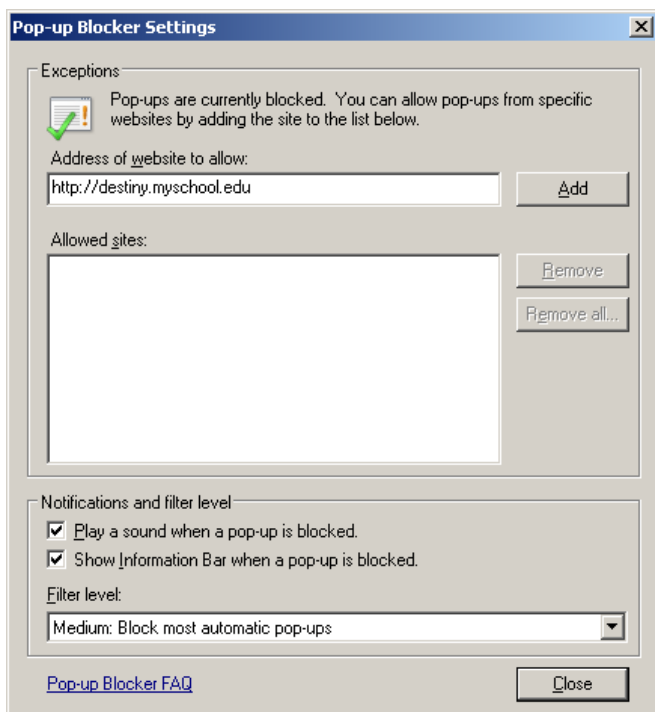 Pop-up Blocker Settings
Exceptions
Pop-ups are currently blocked. You can allow pop-ups from specific
websites by adding the site to the list below.
Address of website to allow:
http://destiny.myschool.edu
Add
Allowed sites:
Remove
Remove all...
Notifications and filter level
Play a sound when a pop-up is blocked.
Show Information Bar when a pop-up is blocked.
Filter level:
Medium: Block most automatic pop-ups
Pop-up Blocker FAQ
Close